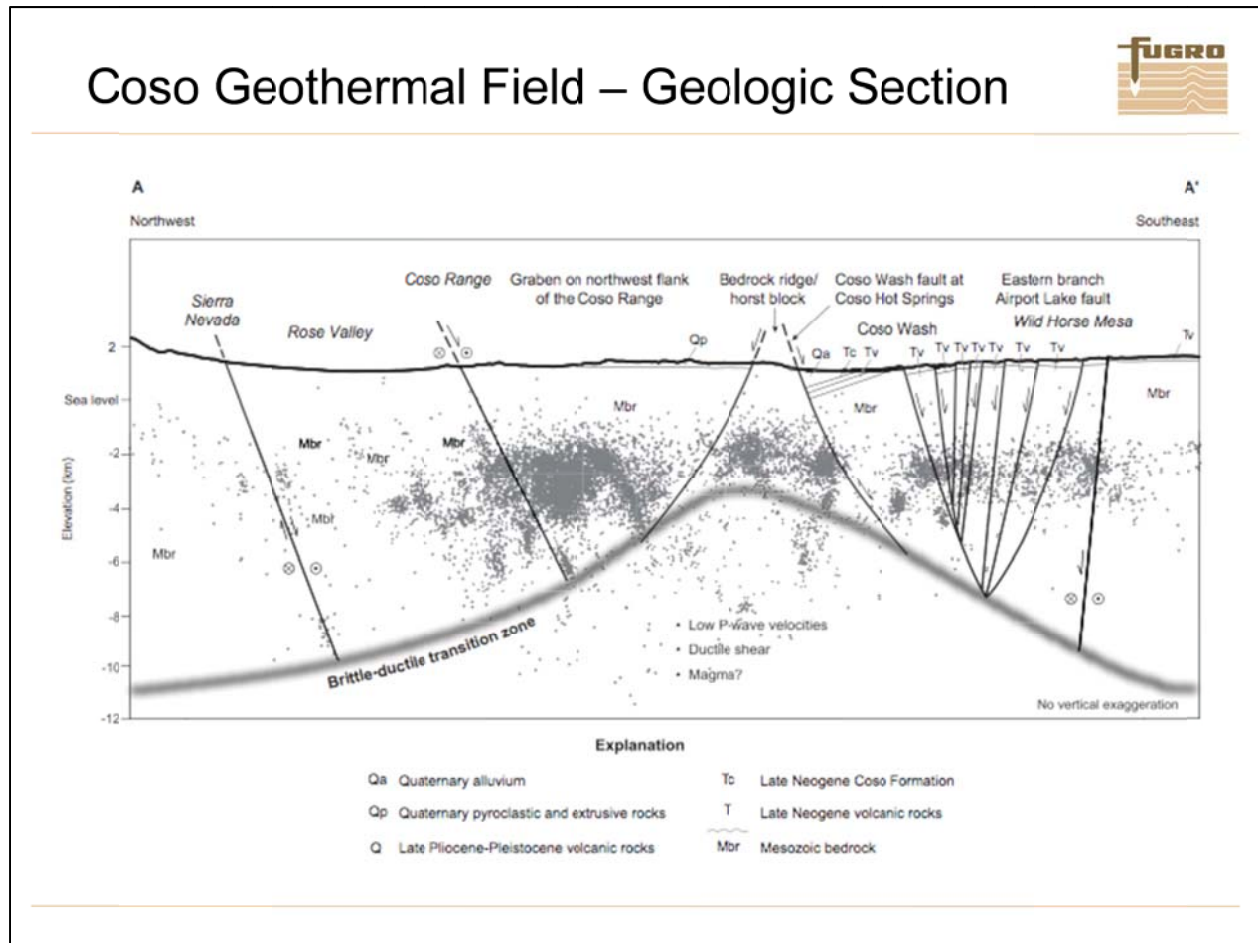 fUGRO
Coso Geothermal Field – Geologic Section
A
A'
Northwest
Southeast
Sierra
Nevada
Rose Valley
Coso Range
Graben on northwest flank
of the Coso Range
Bedrock ridge/
horst block
Coso Wash fault at
Coso Hot Springs
Coso Wash
Eastern branch
Airport Lake fault
Wild Horse Mesa
Qp
Qa
Tc
Tv
Tv
Tv
Tv
Tv
Tv
Tv
Tv
Tv
2
Sea level
-2
-4
-6
-8
-10
-12
Elevation (km)
Mbr
Mbr
Mbr
Mbr
Mbr
Mbr
Mbr
Mbr
Brittle-ductile transition zone
• Low P-wave velocities
• Ductile shear
• Magma?
No vertical exaggeration
Explanation
Qa Quaternary alluvium
Qp Quaternary pyroclastic and extrusive rocks
Q Late Pliocene-Pleistocene volcanic rocks
Tc Late Neogene Coso Formation
T Late Neogene volcanic rocks
Mbr Mesozoic bedrock